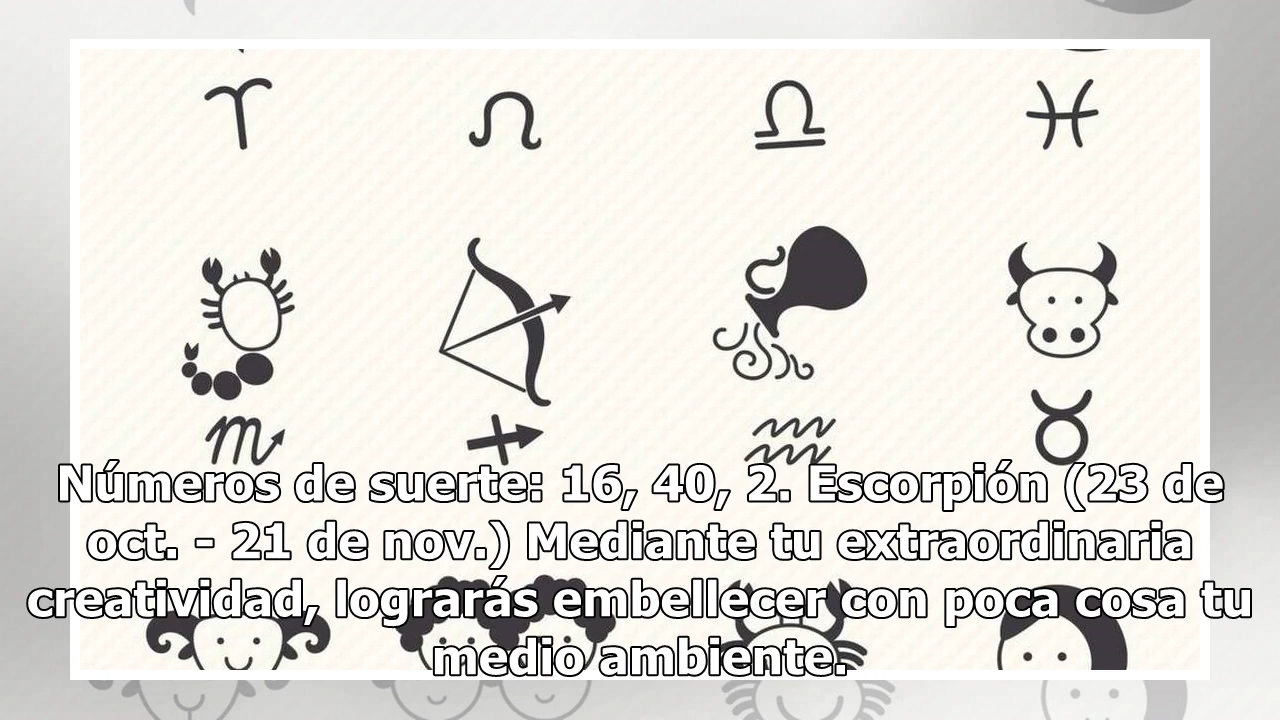 Números de suerte: 16, 40, 2. Escorpión (23 de
oct. - 21 de nov.) Mediante tu extraordinaria
creatividad, lograrás embellecer con poca cosa tu
medio ambiente.